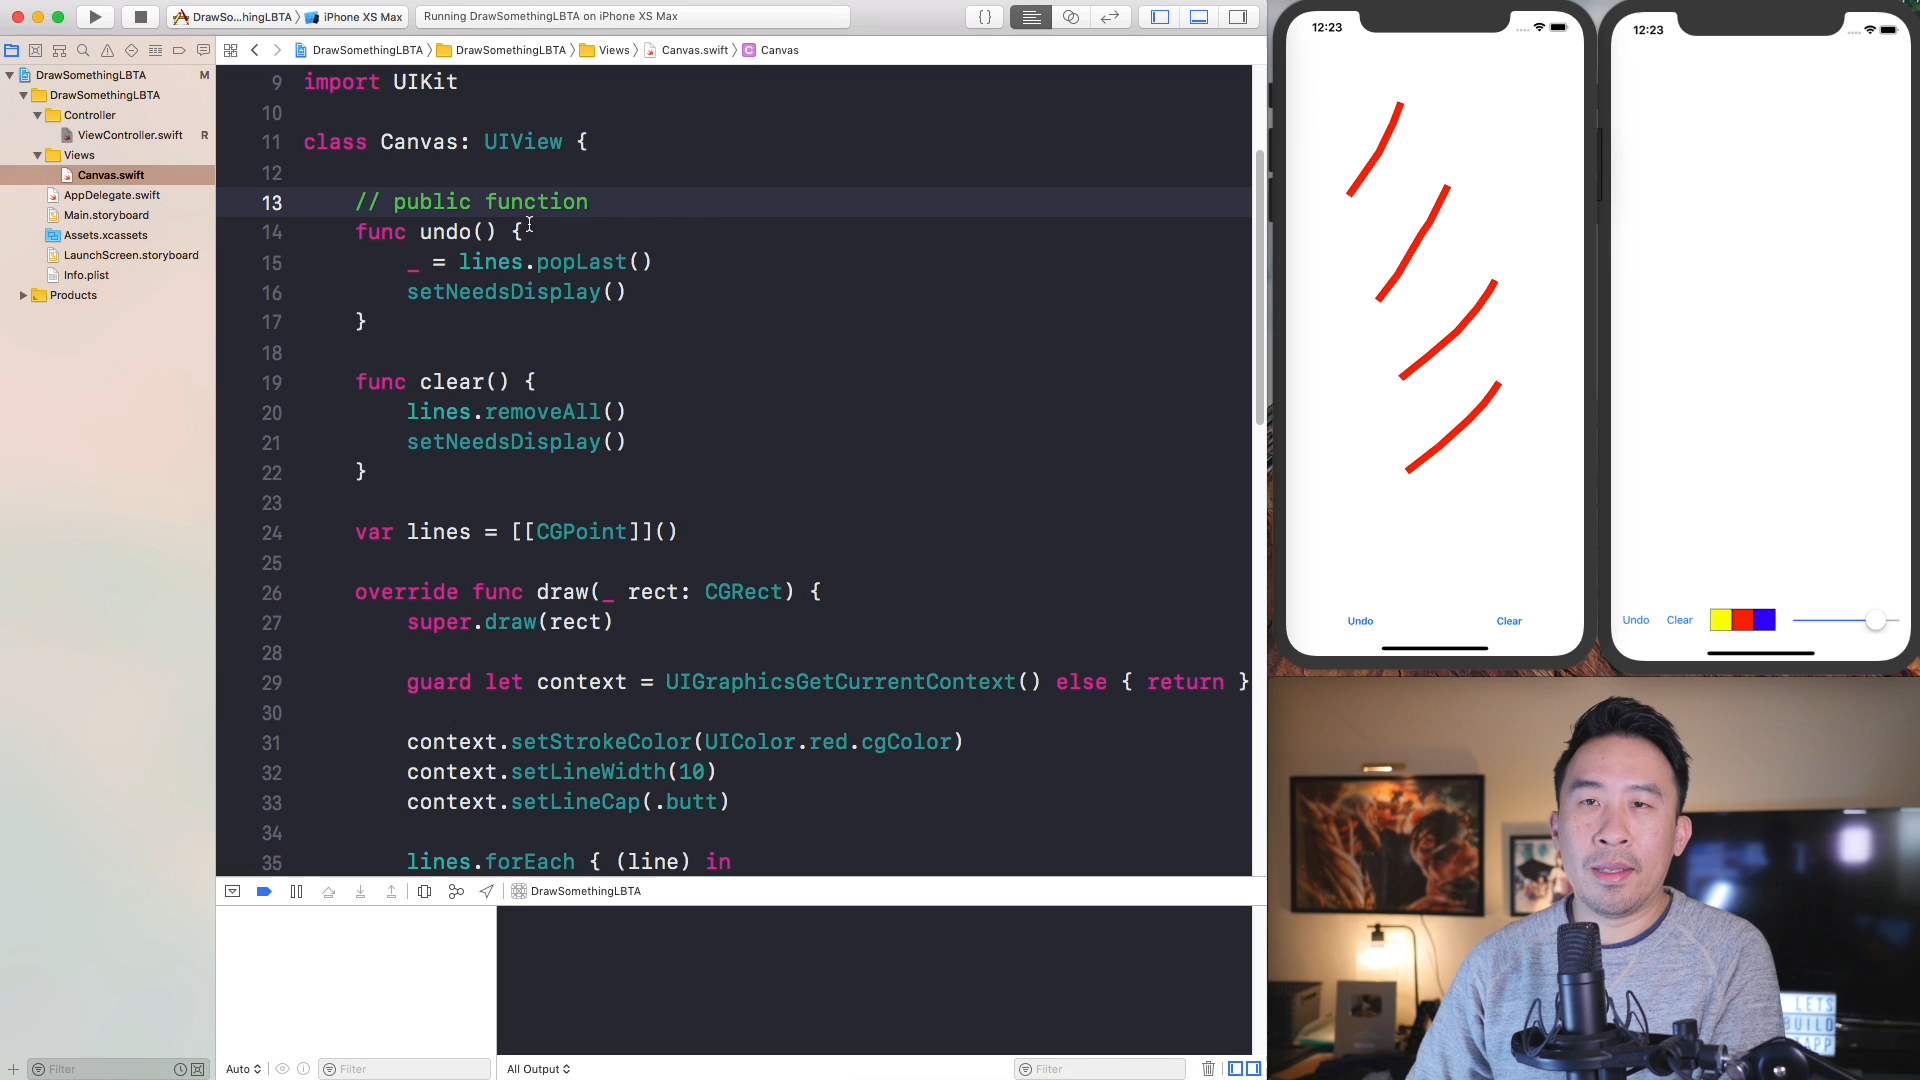 DrawSo...hingLBTA
iPhone XS Max
Running DrawSomethingLBTA on iPhone XS Max
{ }
DrawSomethingLBTA
DrawSomethingLBTA
Views
Canvas.swift
C
Canvas
DrawSomethingLBTA
M
DrawSomethingLBTA
Controller
ViewController.swift
R
Views
Canvas.swift
AppDelegate.swift
Main.storyboard
Assets.xcassets
LaunchScreen.storyboard
Info.plist
Products
9 import UIKit
10
11 class Canvas: UIView {
12
13 // public function
14 func undo() {
15 _ = lines.popLast()
16 setNeedsDisplay()
17 }
18
19 func clear() {
20 lines.removeAll()
21 setNeedsDisplay()
22 }
23
24 var lines = [[CGPoint]]()
25
26 override func draw(_ rect: CGRect) {
27 super.draw(rect)
28
29 guard let context = UIGraphicsGetCurrentContext() else { return }
30
31 context.setStrokeColor(UIColor.red.cgColor)
32 context.setLineWidth(10)
33 context.setLineCap(.butt)
34
35 lines.forEach { (line) in
DrawSomethingLBTA
Filter
Auto
Filter
All Output
Filter
12:23
Undo
Clear
12:23
Undo
Clear
LETS
BUILD
APP